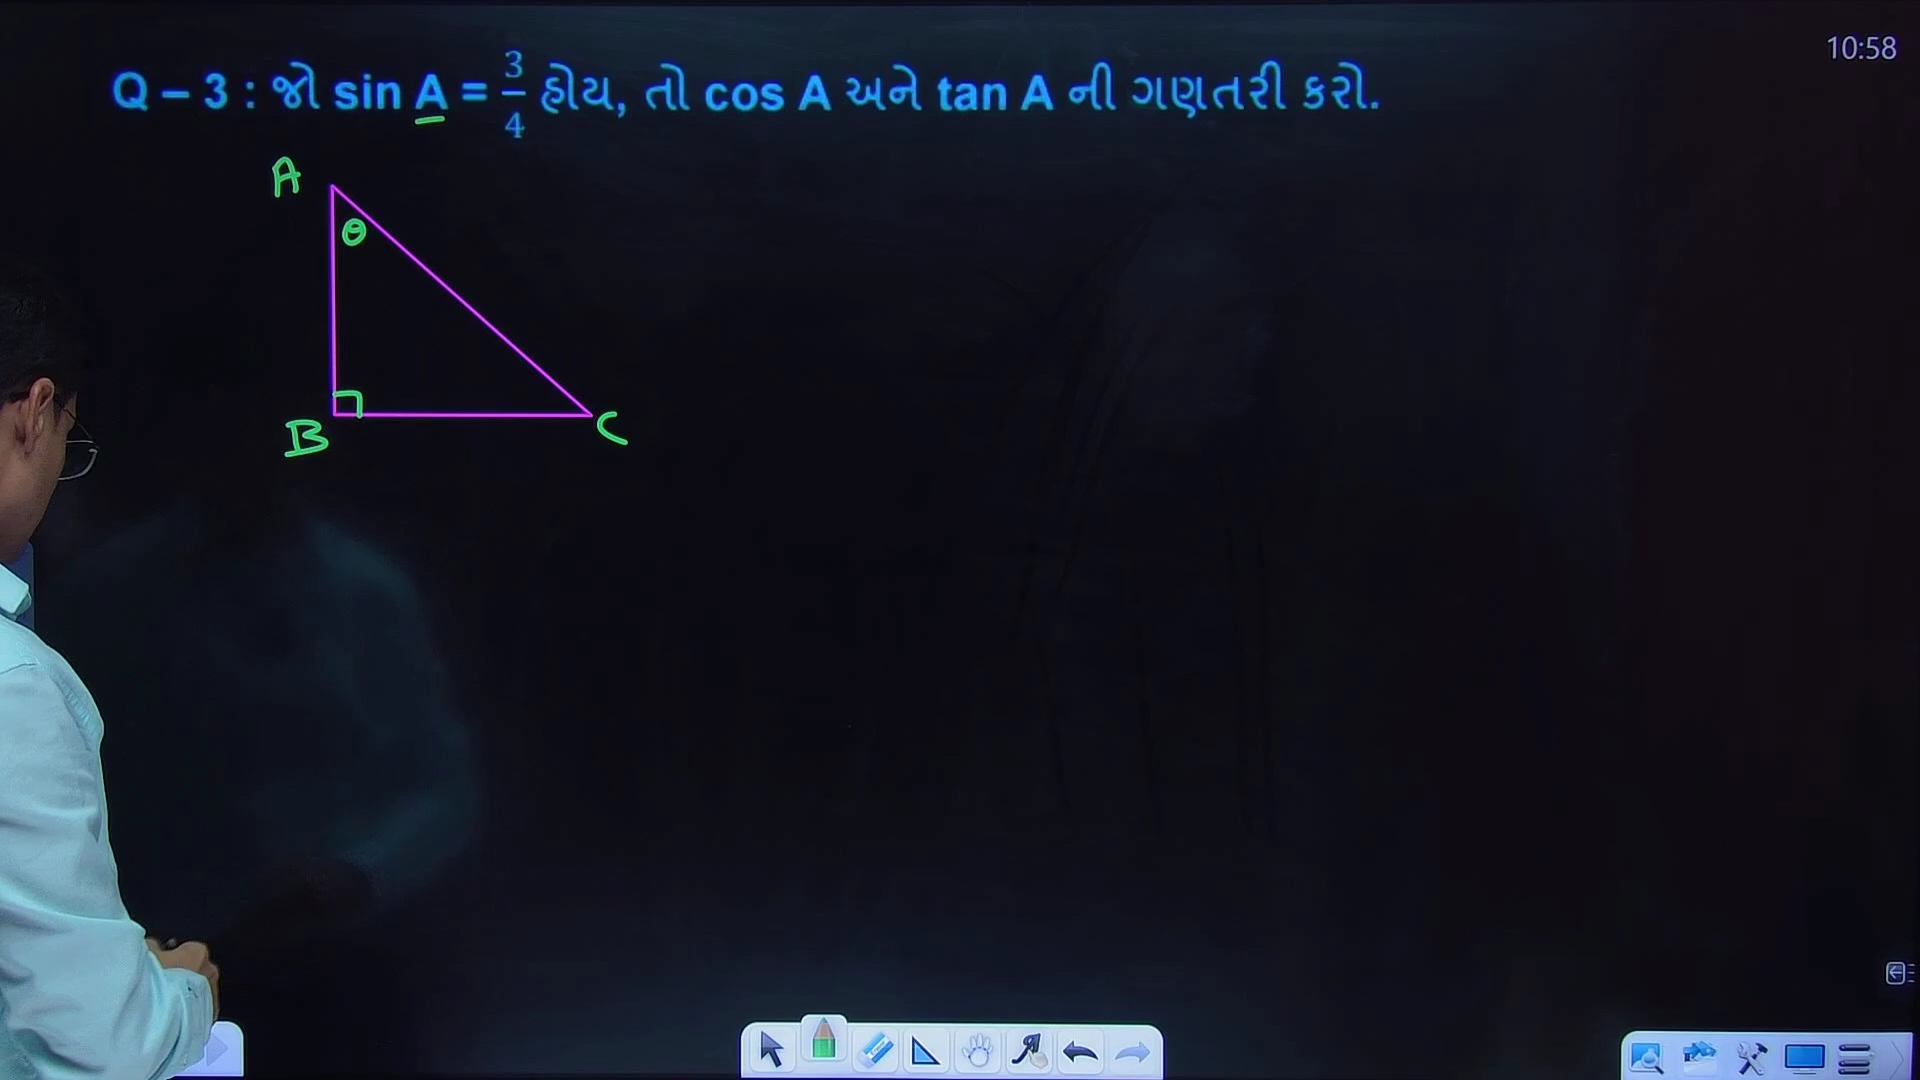 10:58
Q – 3 : જો sin A = 3/4 હોય, તો cos A અને tan A ની ગણતરી કરો.
A
θ
B
C